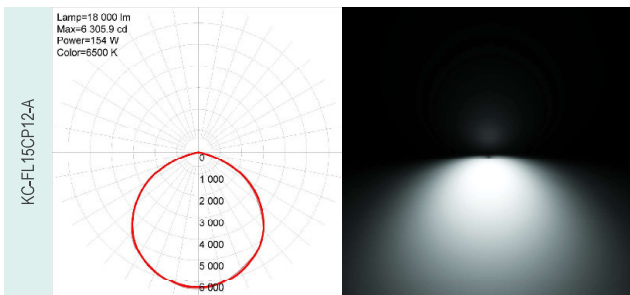 KC-FL15CP12-A
Lamp=18 000 lm
Max=6 305.9 cd
Power=154 W
Color=6500 K
0
1 000
2 000
3 000
4 000
5 000
6 000